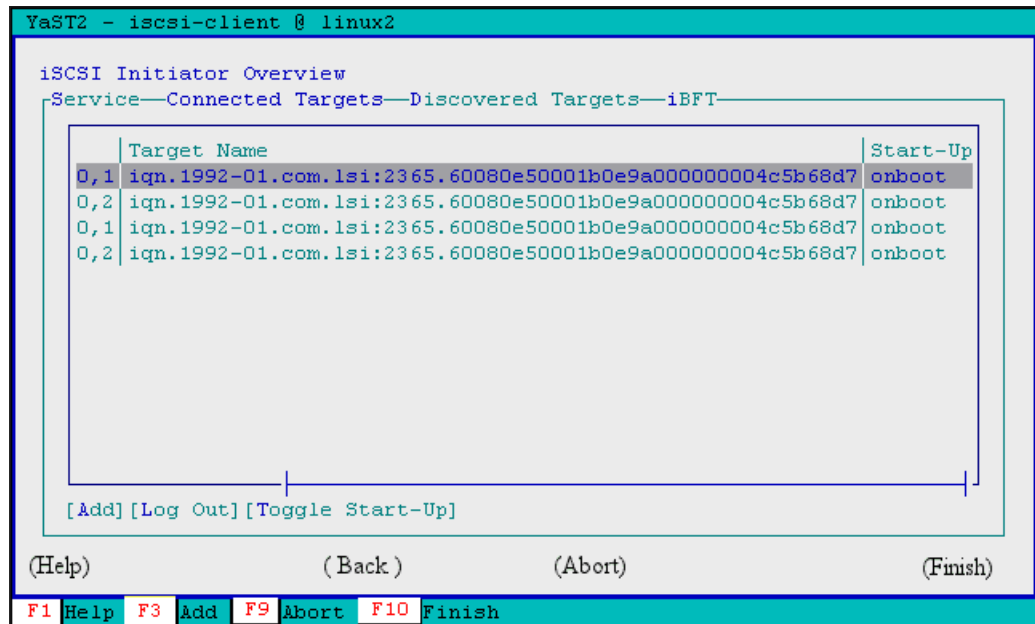 YaST2 - iscsi-client @ linux2
iSCSI Initiator Overview
Service—Connected Targets—Discovered Targets—iBFT
Target Name Start-Up
0,1 iqn.1992-01.com.lsi:2365.60080e50001b0e9a000000004c5b68d7 onboot
0,2 iqn.1992-01.com.lsi:2365.60080e50001b0e9a000000004c5b68d7 onboot
0,1 iqn.1992-01.com.lsi:2365.60080e50001b0e9a000000004c5b68d7 onboot
0,2 iqn.1992-01.com.lsi:2365.60080e50001b0e9a000000004c5b68d7 onboot
[Add][Log Out][Toggle Start-Up]
(Help) ( Back ) (Abort) (Finish)
F1 Help F3 Add F9 Abort F10 Finish